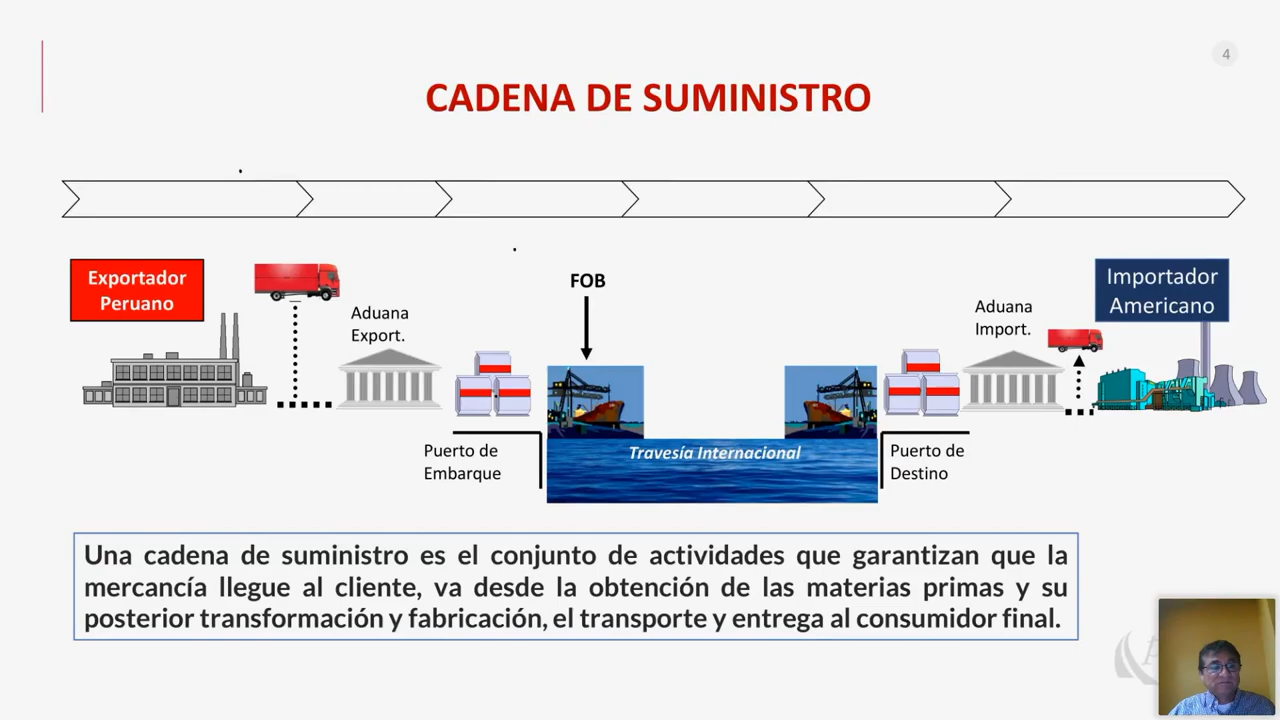 4
CADENA DE SUMINISTRO
Exportador
Peruano
Aduana
Export.
FOB
Aduana
Import.
Importador
Americano
Puerto de
Embarque
Travesía Internacional
Puerto de
Destino
Una cadena de suministro es el conjunto de actividades que garantizan que la
mercancía llegue al cliente, va desde la obtención de las materias primas y su
posterior transformación y fabricación, el transporte y entrega al consumidor final.